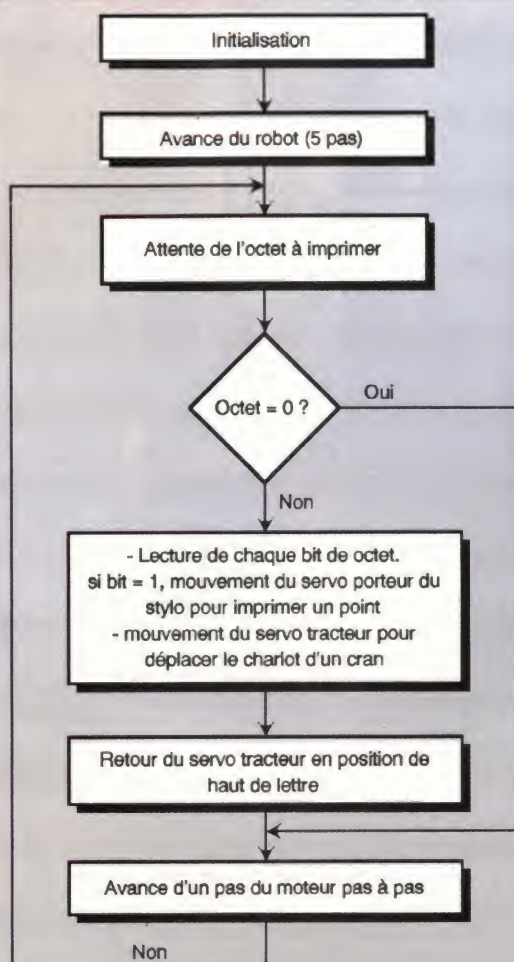 Initialisation
Avance du robot (5 pas)
Attente de l'octet à imprimer
Octet = 0 ?
Oui
Non
- Lecture de chaque bit de octet.
si bit = 1, mouvement du servo porteur du
stylo pour imprimer un point
- mouvement du servo tracteur pour
déplacer le chariot d'un cran
Retour du servo tracteur en position de
haut de lettre
Avance d'un pas du moteur pas à pas
Non